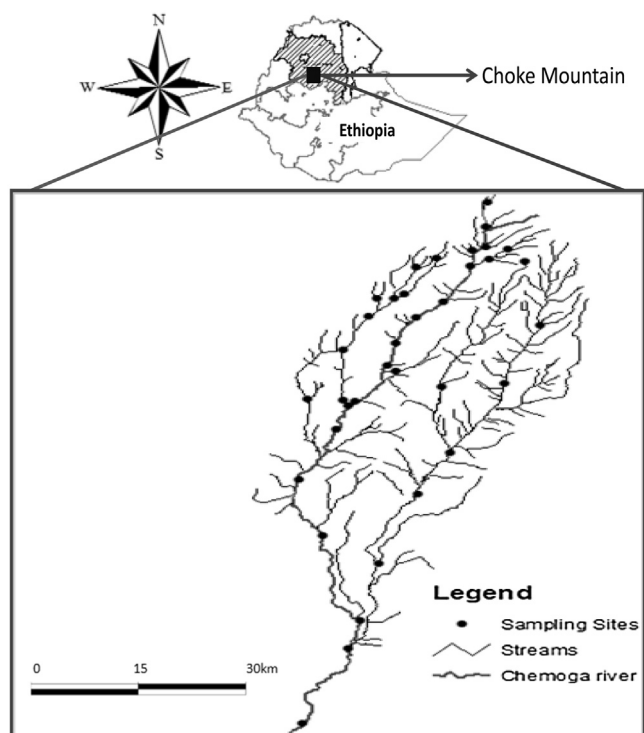 N
W E
S
Choke Mountain
Ethiopia
Legend
Sampling Sites
Streams
Chemoga river
0 15 30km